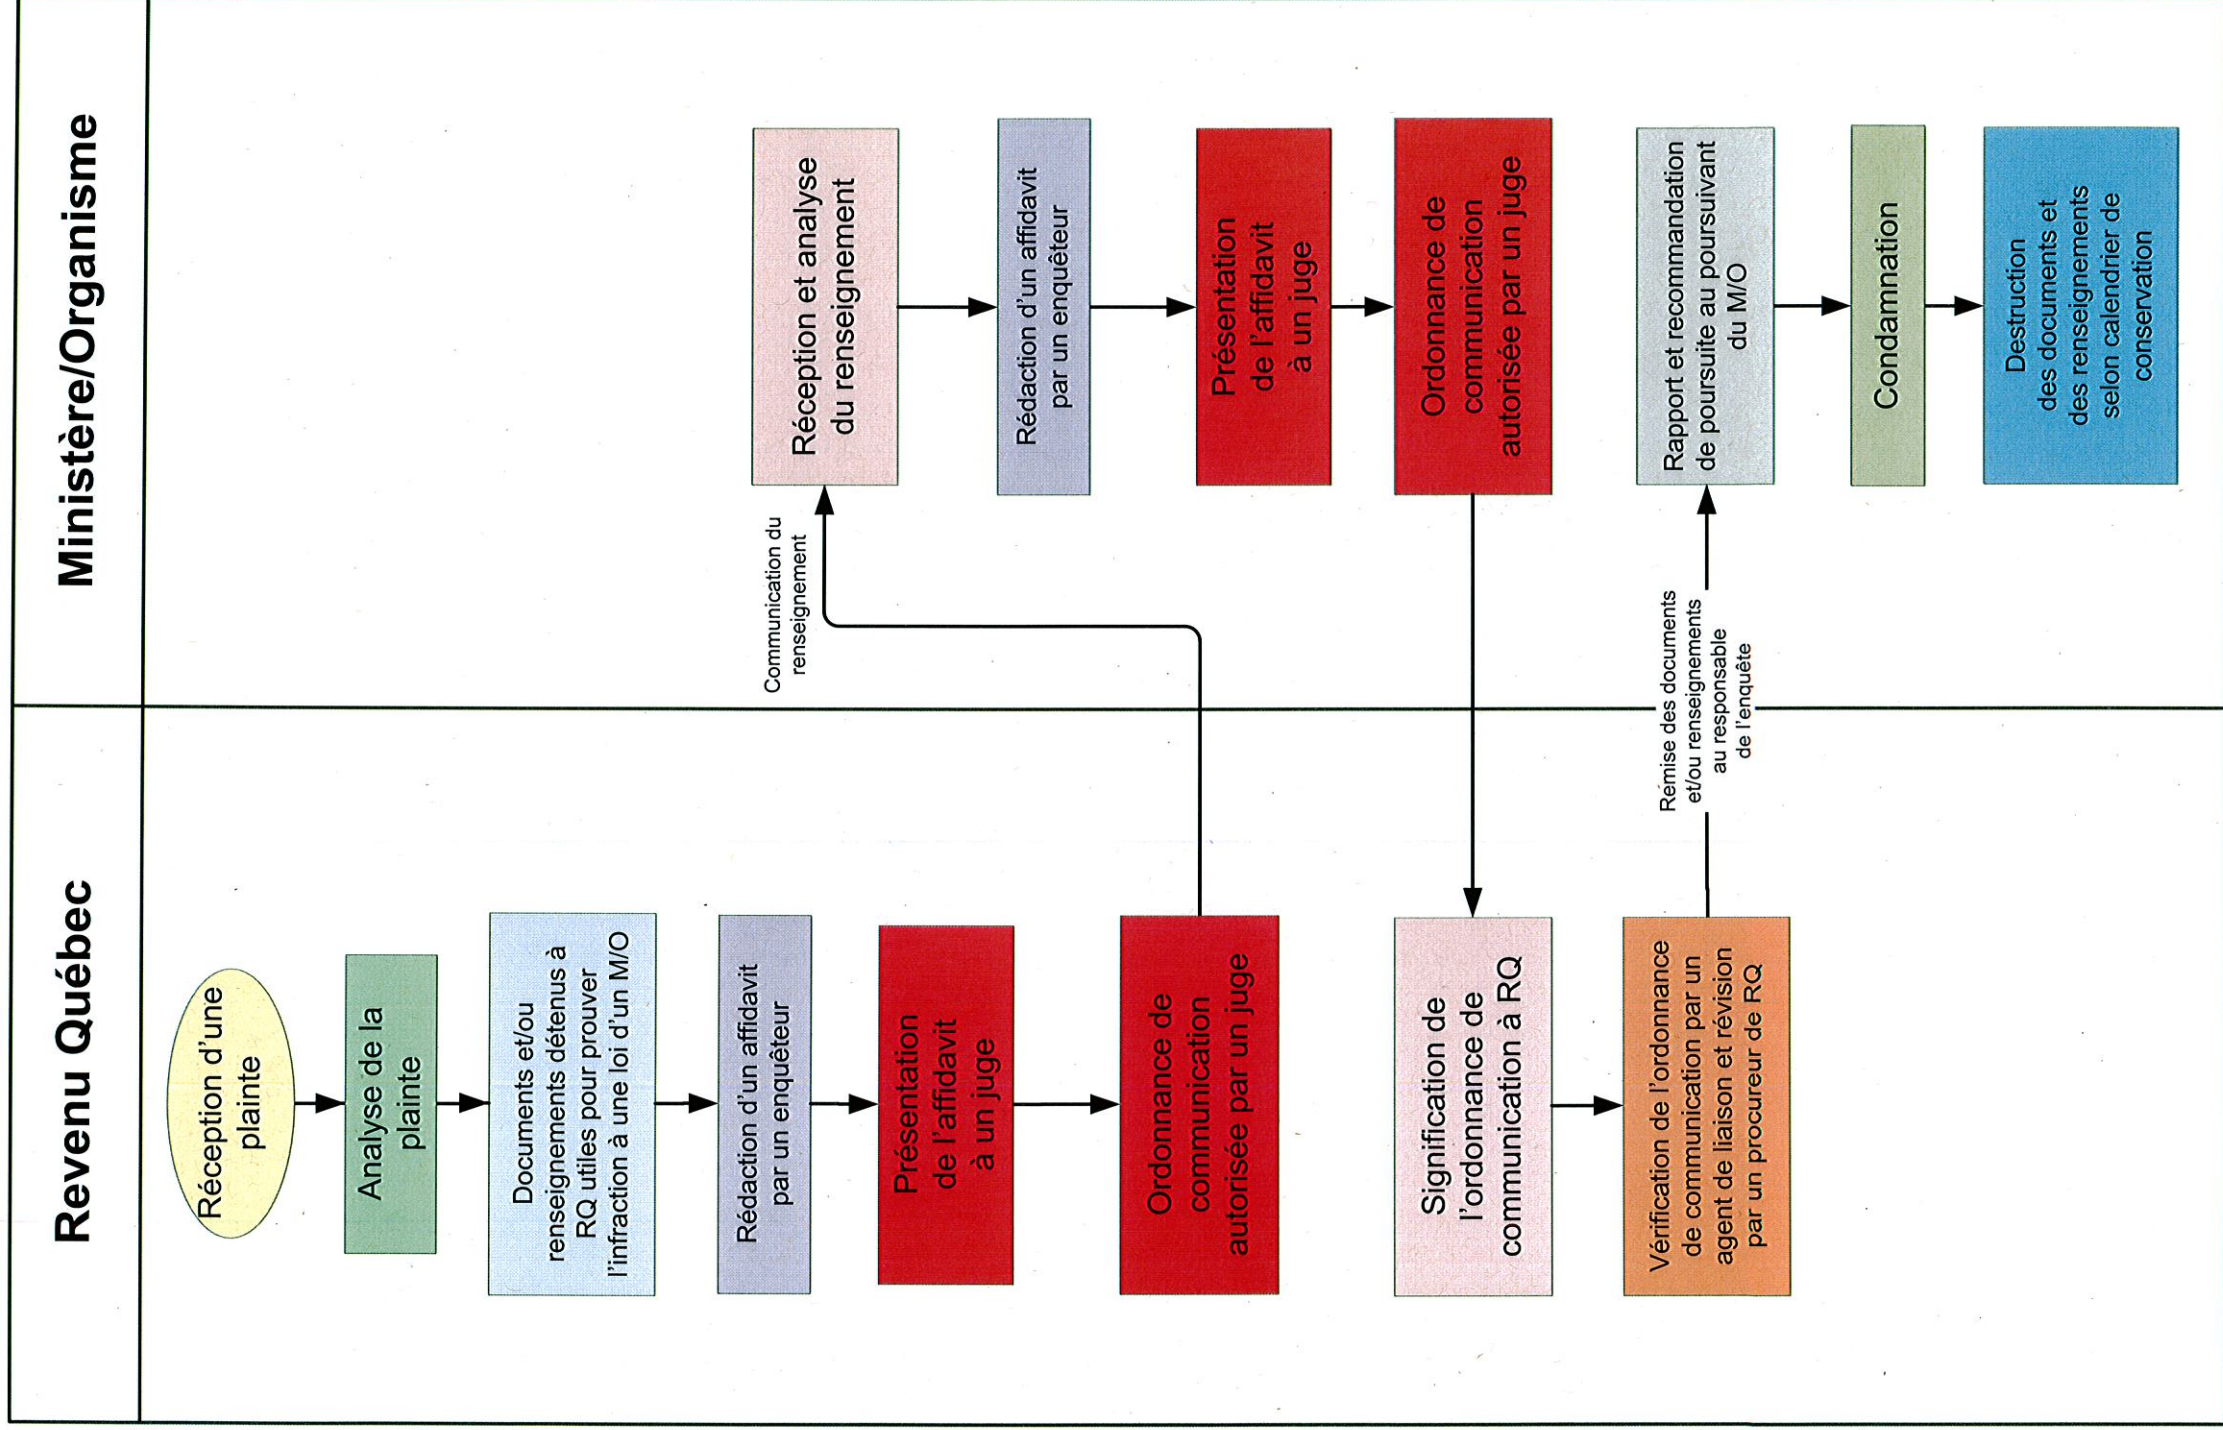 Revenu Québec
Ministère/Organisme
Réception d'une
plainte
Analyse de la
plainte
Documents et/ou
renseignements détenus à
RQ utiles pour prouver
l'infraction à une loi d'un M/O
Rédaction d'un affidavit
par un enquêteur
Présentation
de l'affidavit
à un juge
Ordonnance de
communication
autorisée par un juge
Communication du
renseignement
Réception et analyse
du renseignement
Rédaction d'un affidavit
par un enquêteur
Présentation
de l'affidavit
à un juge
Ordonnance de
communication
autorisée par un juge
Signification de
l'ordonnance de
communication à RQ
Vérification de l'ordonnance
de communication par un
agent de liaison et révision
par un procureur de RQ
Remise des documents
et/ou renseignements
au responsable
de l'enquête
Rapport et recommandation
de poursuite au poursuivant
du M/O
Condamnation
Destruction
des documents et
des renseignements
selon calendrier de
conservation